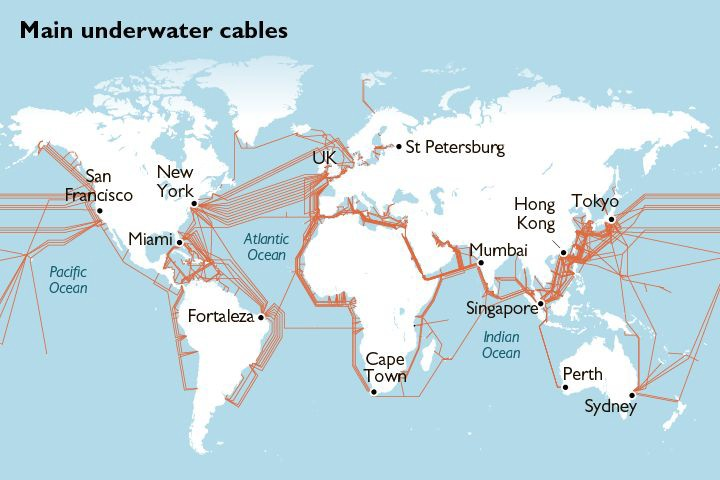 Main underwater cables
UK
St Petersburg
San
Francisco
New
York
Hong
Kong
Tokyo
Miami
Atlantic
Ocean
Mumbai
Pacific
Ocean
Fortaleza
Singapore
Indian
Ocean
Cape
Town
Perth
Sydney